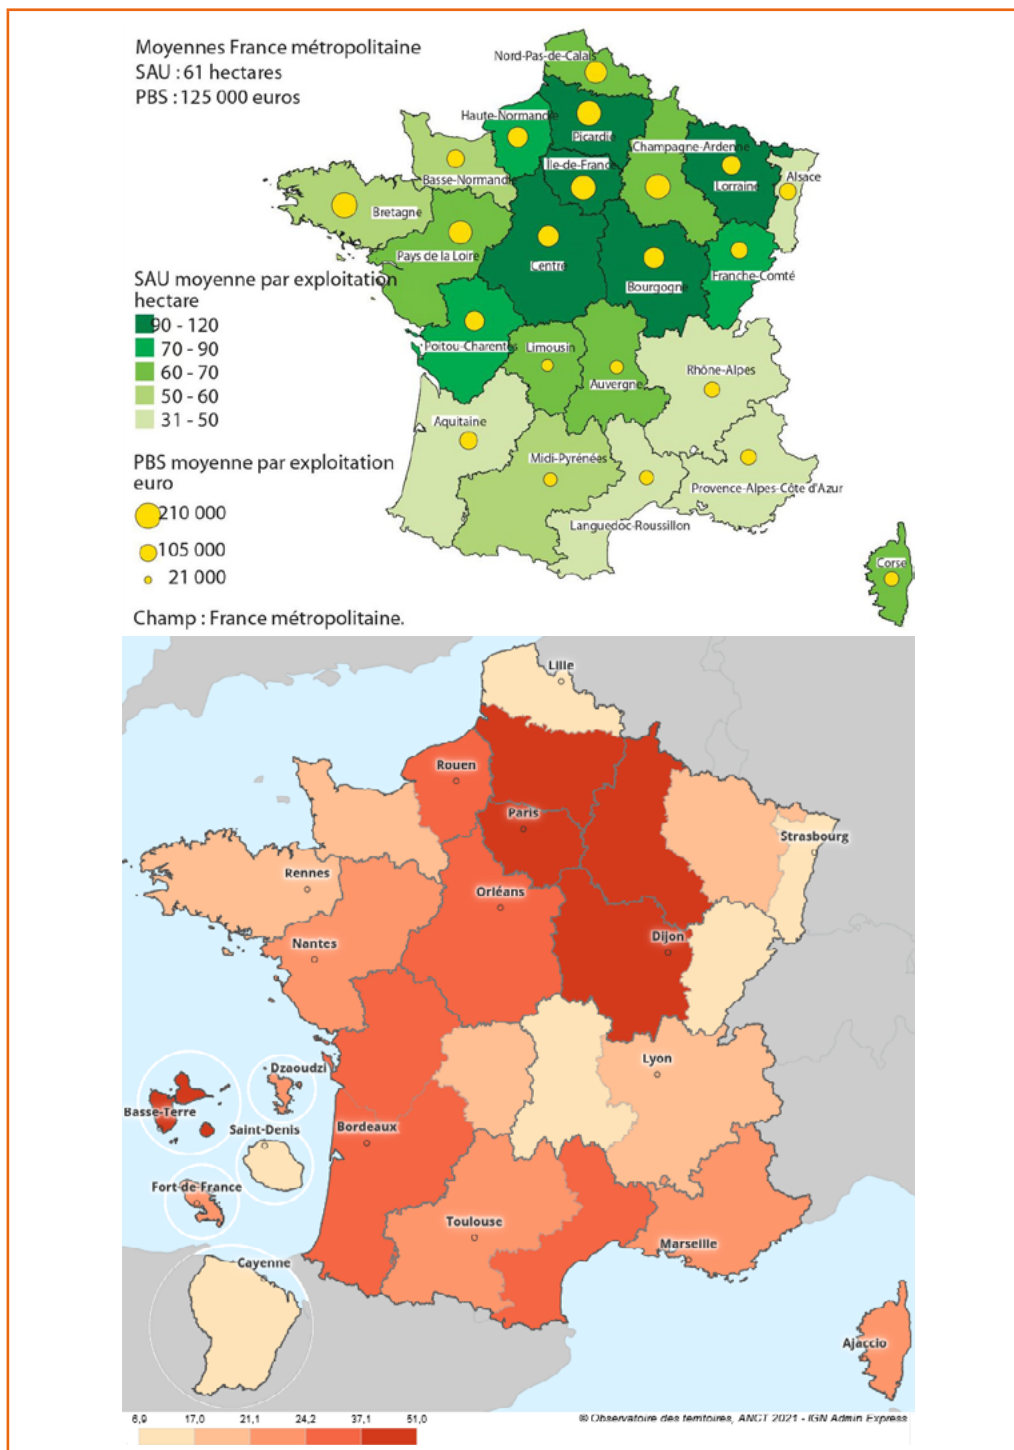 Moyennes France métropolitaine
SAU : 61 hectares
PBS : 125 000 euros
Nord-Pas-de-Calais
Haute-Normandie
Picardie
Champagne-Ardenne
Île-de-France
Basse-Normandie
Lorraine
Alsace
Bretagne
Pays de la Loire
Centre
Bourgogne
Franche-Comté
SAU moyenne par exploitation
hectare
90 - 120
70 - 90
60 - 70
50 - 60
31 - 50
Poitou-Charentes
Limousin
Auvergne
Rhône-Alpes
Aquitaine
Midi-Pyrénées
Provence-Alpes-Côte d'Azur
Languedoc-Roussillon
Corse
PBS moyenne par exploitation
euro
210 000
105 000
21 000
Champ : France métropolitaine.
Lille
Rouen
Paris
Strasbourg
Rennes
Orléans
Nantes
Dijon
Lyon
Dzaoudzi
Basse-Terre
Saint-Denis
Bordeaux
Fort-de-France
Toulouse
Marseille
Cayenne
Ajaccio
6,9 17,0 21,1 24,2 37,1 51,0
© Observatoire des territoires, ANCT 2021 - IGN Admin Express